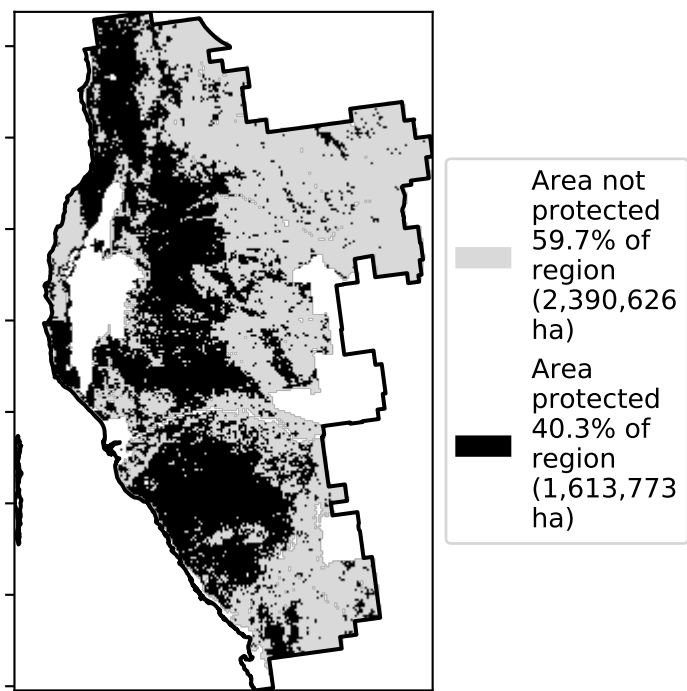 Area not
protected
59.7% of
region
(2,390,626
ha)
Area
protected
40.3% of
region
(1,613,773
ha)